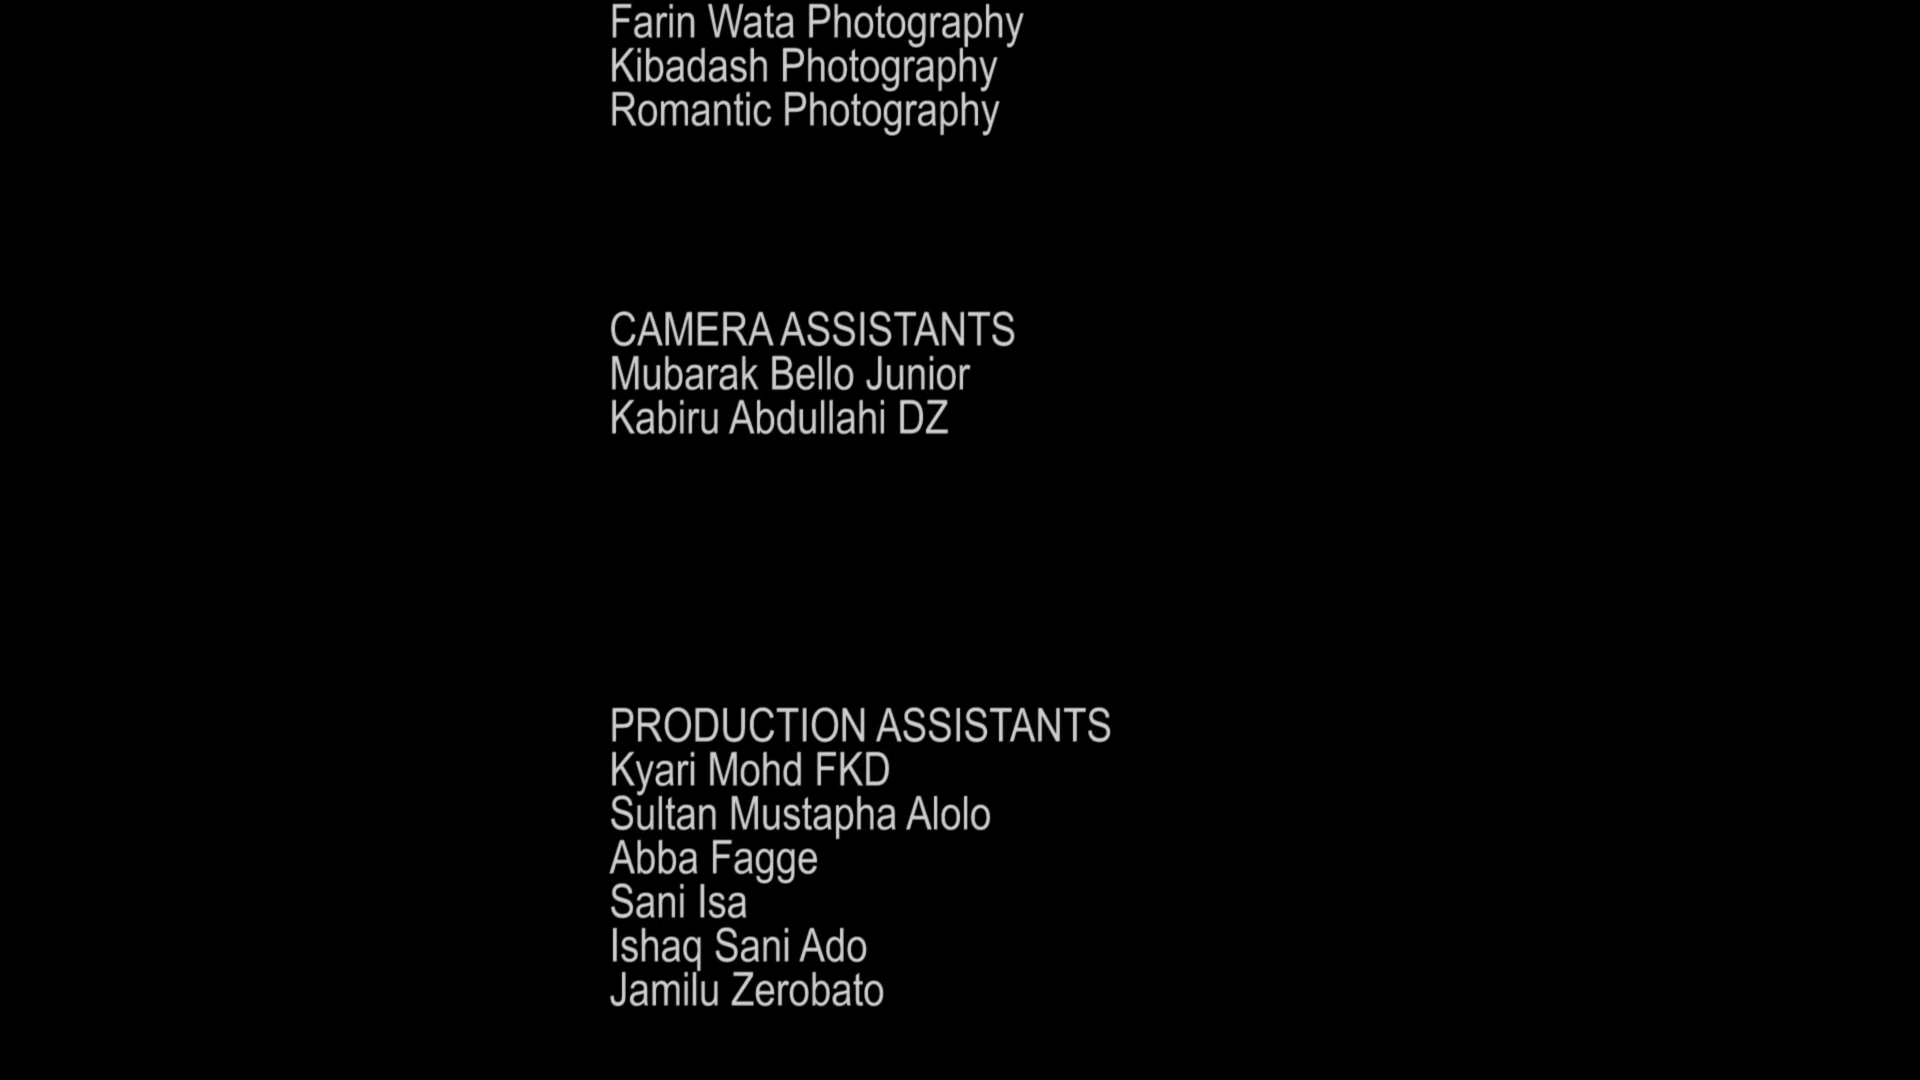 Farin Wata Photography
Kibadash Photography
Romantic Photography
CAMERA ASSISTANTS
Mubarak Bello Junior
Kabiru Abdullahi DZ
PRODUCTION ASSISTANTS
Kyari Mohd FKD
Sultan Mustapha Alolo
Abba Fagge
Sani Isa
Ishaq Sani Ado
Jamilu Zerobato